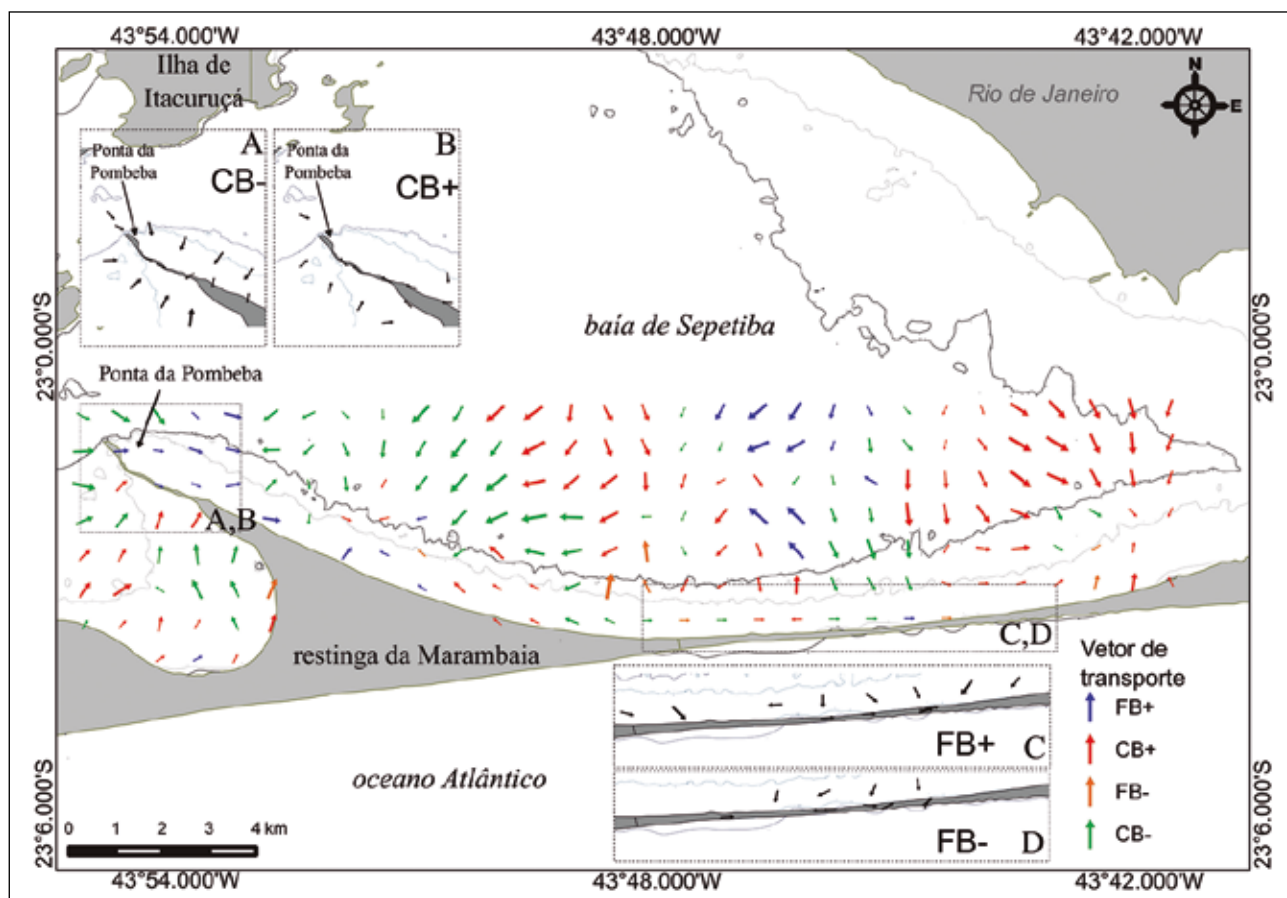 43°54.000'W
43°48.000'W
43°42.000'W
Ilha de
Itacuruçá
Rio de Janeiro
N
E
Ponta da
Pombeba
A
CB-
Ponta da
Pombeba
B
CB+
23°0.000'S
23°0.000'S
baía de Sepetiba
Ponta da Pombeba
A,B
restinga da Marambaia
C,D
Vetor de
transporte
FB+
CB+
FB-
CB-
FB+
C
FB-
D
oceano Atlântico
0 1 2 3 4 km
23°6.000'S
23°6.000'S
43°54.000'W
43°48.000'W
43°42.000'W